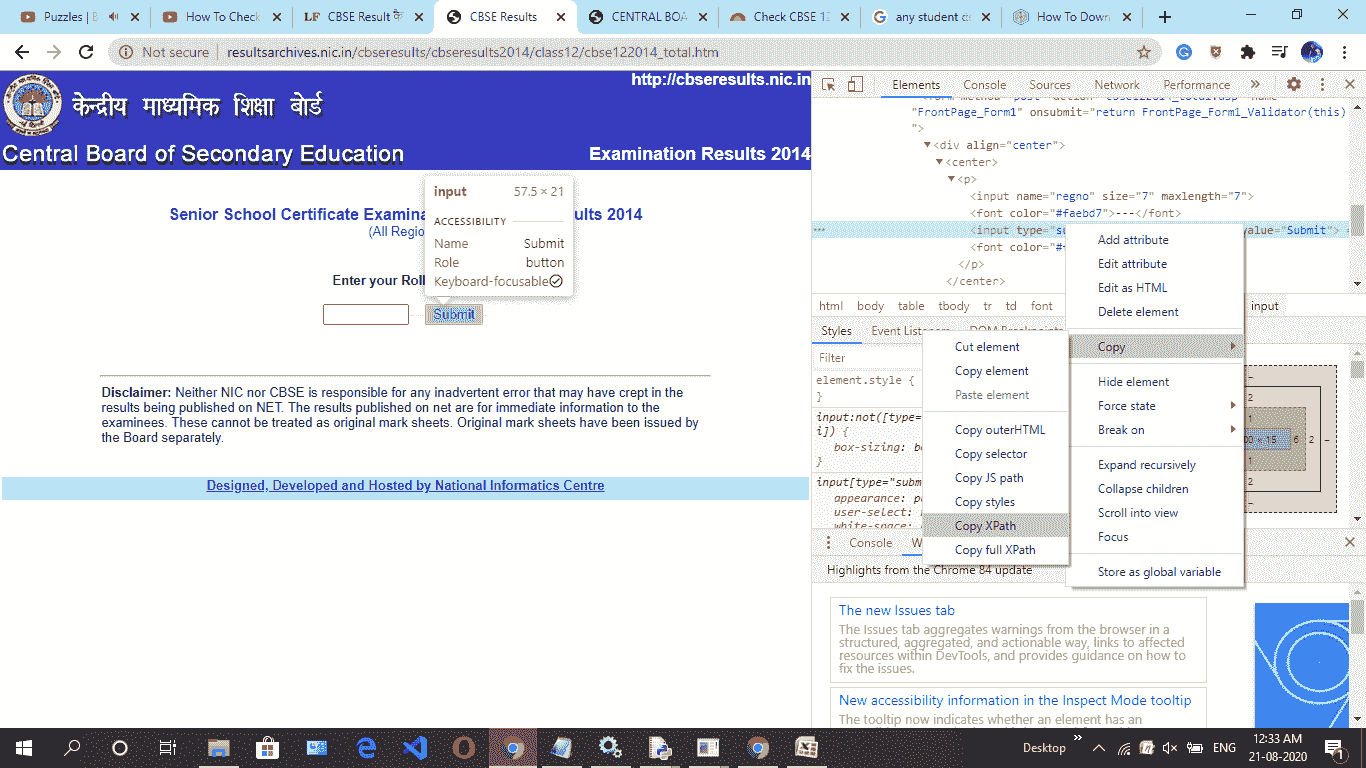 Puzzles |
How To Check
LF CBSE Result के
CBSE Results
CENTRAL BOA
Check CBSE 12
any student de
How To Down
Not secure | resultsarchives.nic.in/cbseresults/cbseresults2014/class12/cbse122014_total.htm
http://cbseresults.nic.in
केन्द्रीय माध्यमिक शिक्षा बोर्ड
Central Board of Secondary Education
Examination Results 2014
Senior School Certificate Examina
ults 2014
(All Regio
Enter your Roll
Submit
input 57.5 × 21
ACCESSIBILITY
Name Submit
Role button
Keyboard-focusable
Disclaimer: Neither NIC nor CBSE is responsible for any inadvertent error that may have crept in the
results being published on NET. The results published on net are for immediate information to the
examinees. These cannot be treated as original mark sheets. Original mark sheets have been issued by
the Board separately.
Designed, Developed and Hosted by National Informatics Centre
Elements Console Sources Network Performance »
"FrontPage_Form1" onsubmit="return FrontPage_Form1_Validator(this)
">
<div align="center">
<center>
<p>
<input name="regno" size="7" maxlength="7">
<font color="#faebd7">---</font>
<input type="su
value="Submit"> =
<font color="#f
</p>
</center>
html body table tbody tr td font
input
Styles Event Listeners DOM Breakpoints
Filter
element.style {
}
input:not([type=
i]) {
box-sizing: bo
}
input[type="subm
appearance: pu
user-select:
white-space:
Add attribute
Edit attribute
Edit as HTML
Delete element
Copy
Hide element
Force state
Break on
Expand recursively
Collapse children
Scroll into view
Focus
Store as global variable
Cut element
Copy element
Paste element
Copy outerHTML
Copy selector
Copy JS path
Copy styles
Copy XPath
Copy full XPath
– 2 1 6 2 –
1
2
–
Console W
Highlights from the Chrome 84 update
The new Issues tab
The Issues tab aggregates warnings from the browser in a
structured, aggregated, and actionable way, links to affected
resources within DevTools, and provides guidance on how to
fix the issues.
New accessibility information in the Inspect Mode tooltip
The tooltip now indicates whether an element has an
Desktop »
ENG
12:33 AM
21-08-2020
1